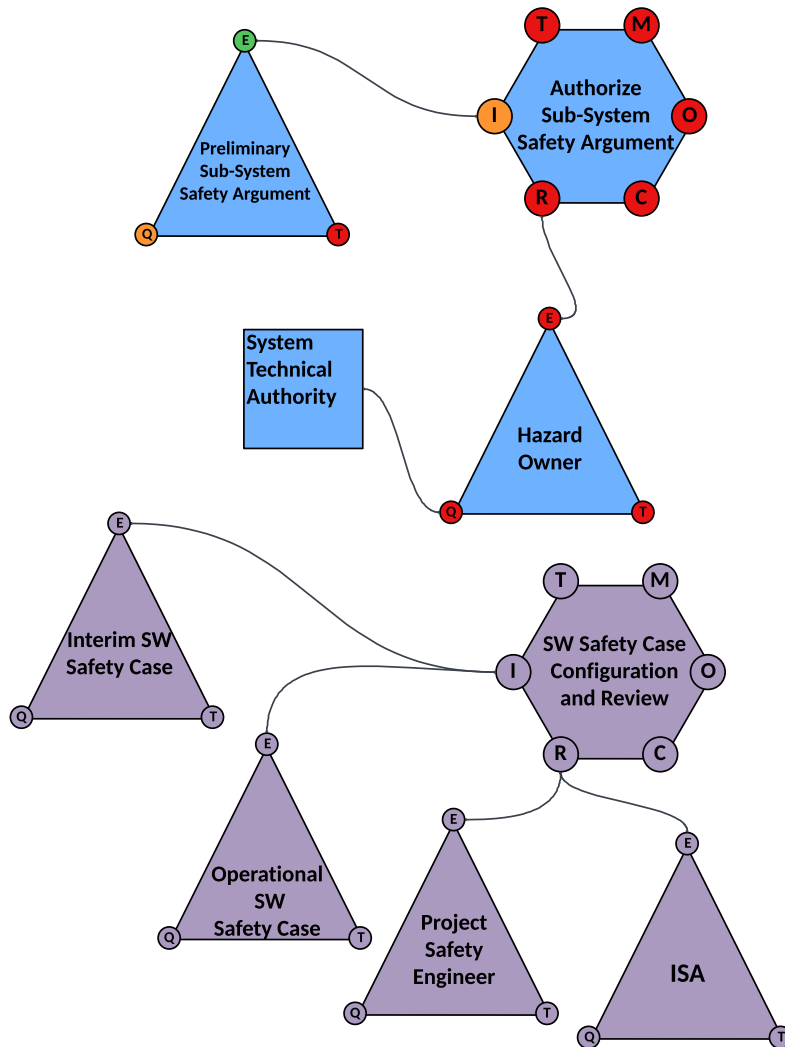 T
M
E
I
Authorize
Sub-System
Safety Argument
O
Preliminary
Sub-System
Safety Argument
R
C
Q
T
E
System
Technical
Authority
Hazard
Owner
Q
T
E
T
M
Interim SW
Safety Case
SW Safety Case
Configuration
and Review
I
O
Q
T
E
R
C
E
E
Operational
SW
Safety Case
Q
T
Project
Safety
Engineer
ISA
Q
T
Q
T